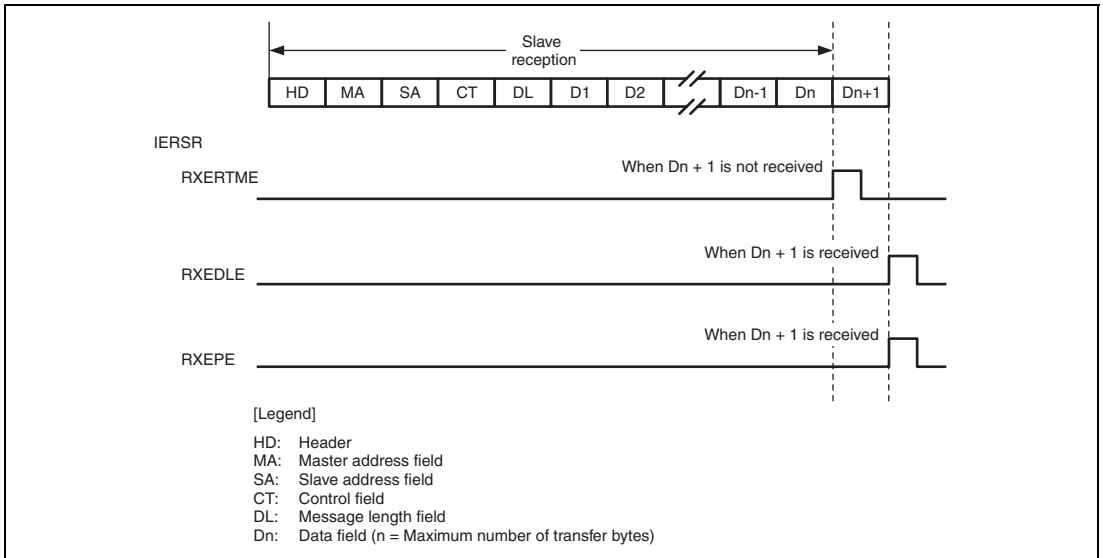 Slave
reception
HD MA SA CT DL D1 D2 Dn-1 Dn Dn+1
IERSR
When Dn + 1 is not received
RXERTME
When Dn + 1 is received
RXEDLE
When Dn + 1 is received
RXEPE
[Legend]
HD: Header
MA: Master address field
SA: Slave address field
CT: Control field
DL: Message length field
Dn: Data field (n = Maximum number of transfer bytes)